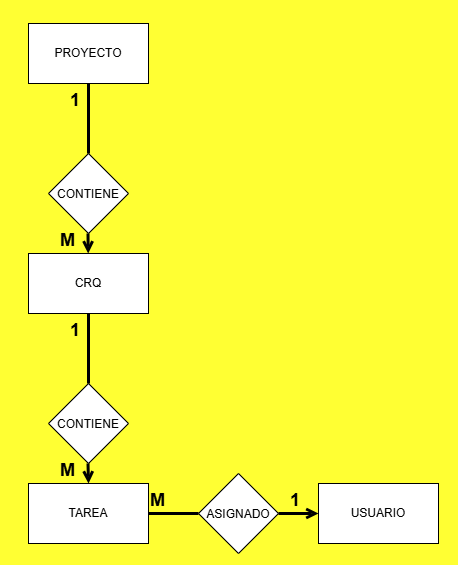 PROYECTO
1
CONTIENE
M
CRQ
1
CONTIENE
M
TAREA
M
ASIGNADO
1
USUARIO